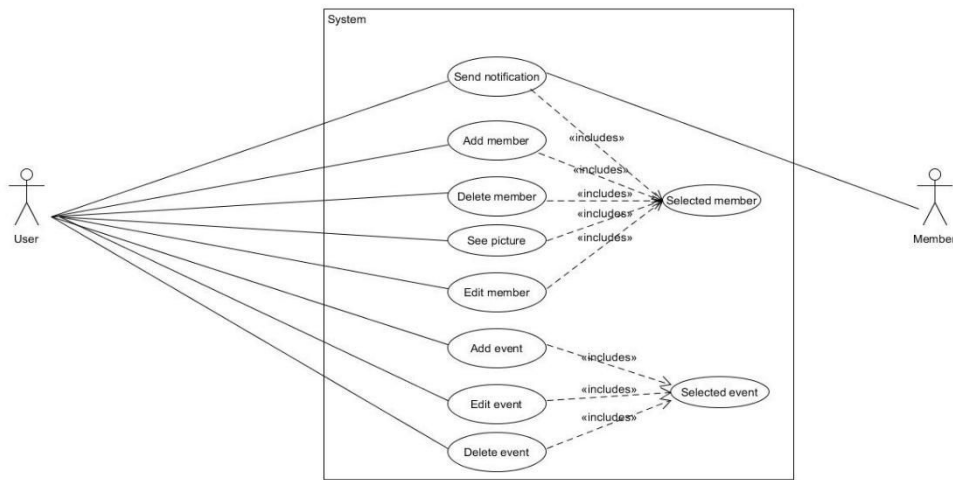 System
Send notification
«includes»
Add member
«includes»
Delete member
«includes»
Selected member
«includes»
See picture
«includes»
User
Member
Edit member
Add event
«includes»
«includes»
Selected event
Edit event
«includes»
Delete event